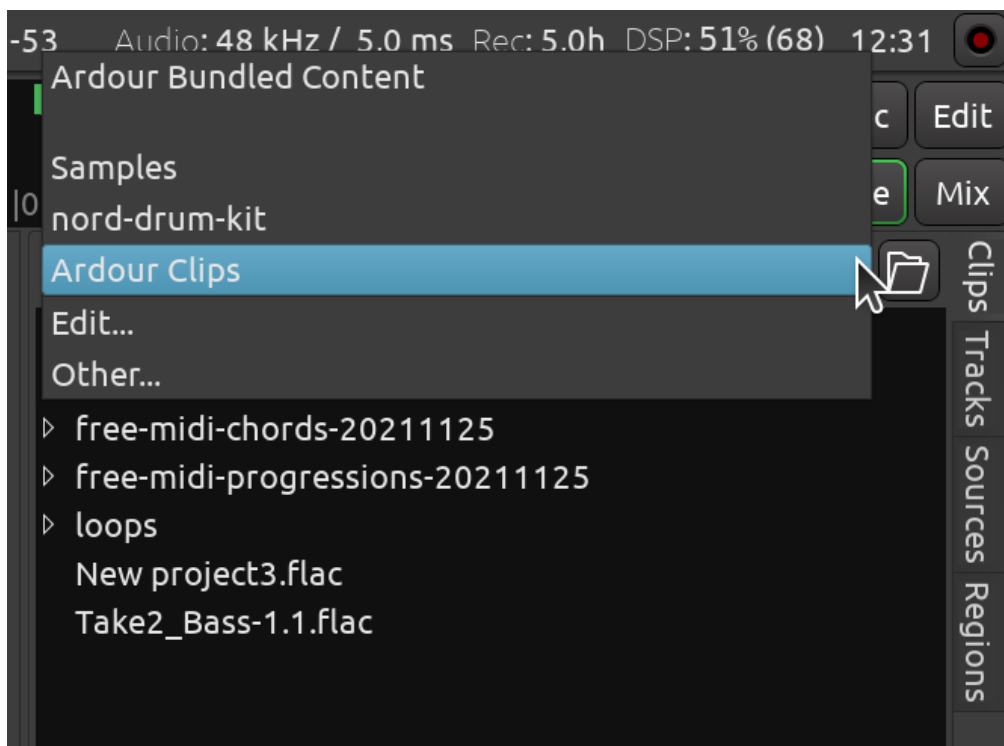 -53 Audio: 48 kHz / 5.0 ms Rec: 5.0h DSP: 51% (68) 12:31
Ardour Bundled Content
c Edit
Samples
|0
e Mix
nord-drum-kit
Ardour Clips
Edit...
Other...
free-midi-chords-20211125
free-midi-progressions-20211125
loops
New project3.flac
Take2_Bass-1.1.flac
Clips
Tracks
Sources
Regions